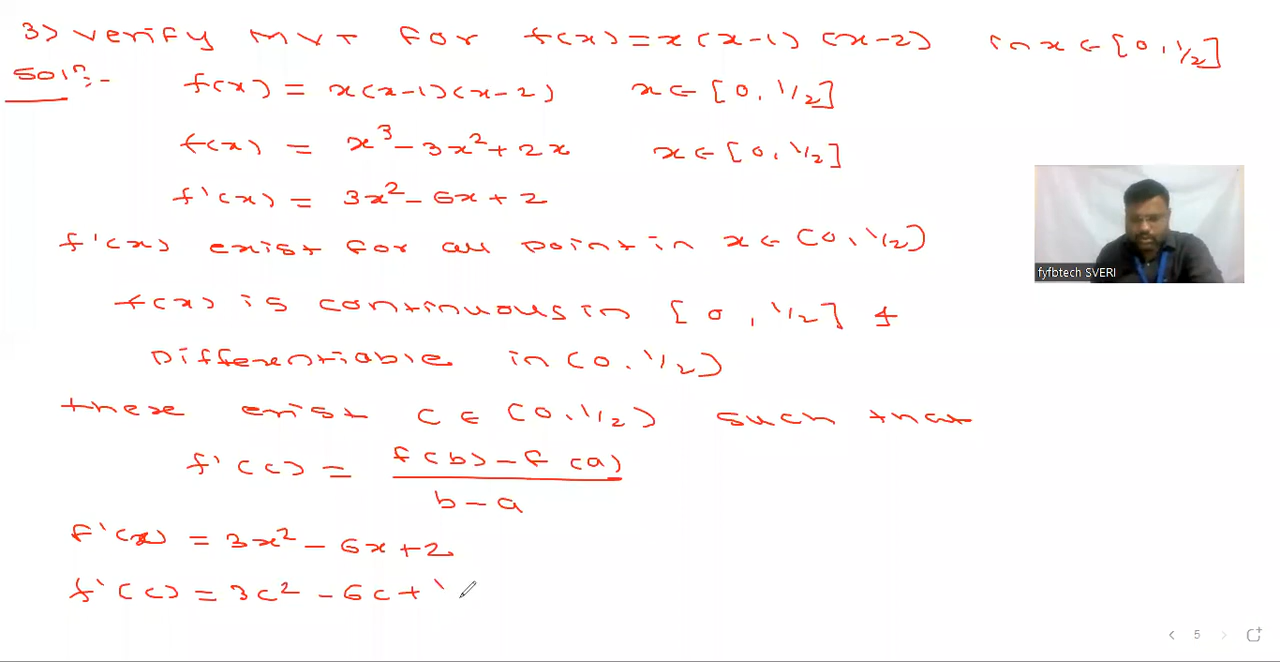 3) verify MVT for f(x) = x(x-1)(x-2) in x ∈ [0, 1/2]
Solⁿ:-
f(x) = x(x-1)(x-2) x ∈ [0, 1/2]
f(x) = x³ - 3x² + 2x x ∈ [0, 1/2]
f'(x) = 3x² - 6x + 2
f'(x) exist for all point in x ∈ (0, 1/2)
f(x) is continuous in [0, 1/2] &
Differentiable in (0, 1/2)
there exist c ∈ (0, 1/2) such that
f'(c) = f(b) - f(a) / b - a
f'(x) = 3x² - 6x + 2
f'(c) = 3c² - 6c +
fyfbtech SVERI
5